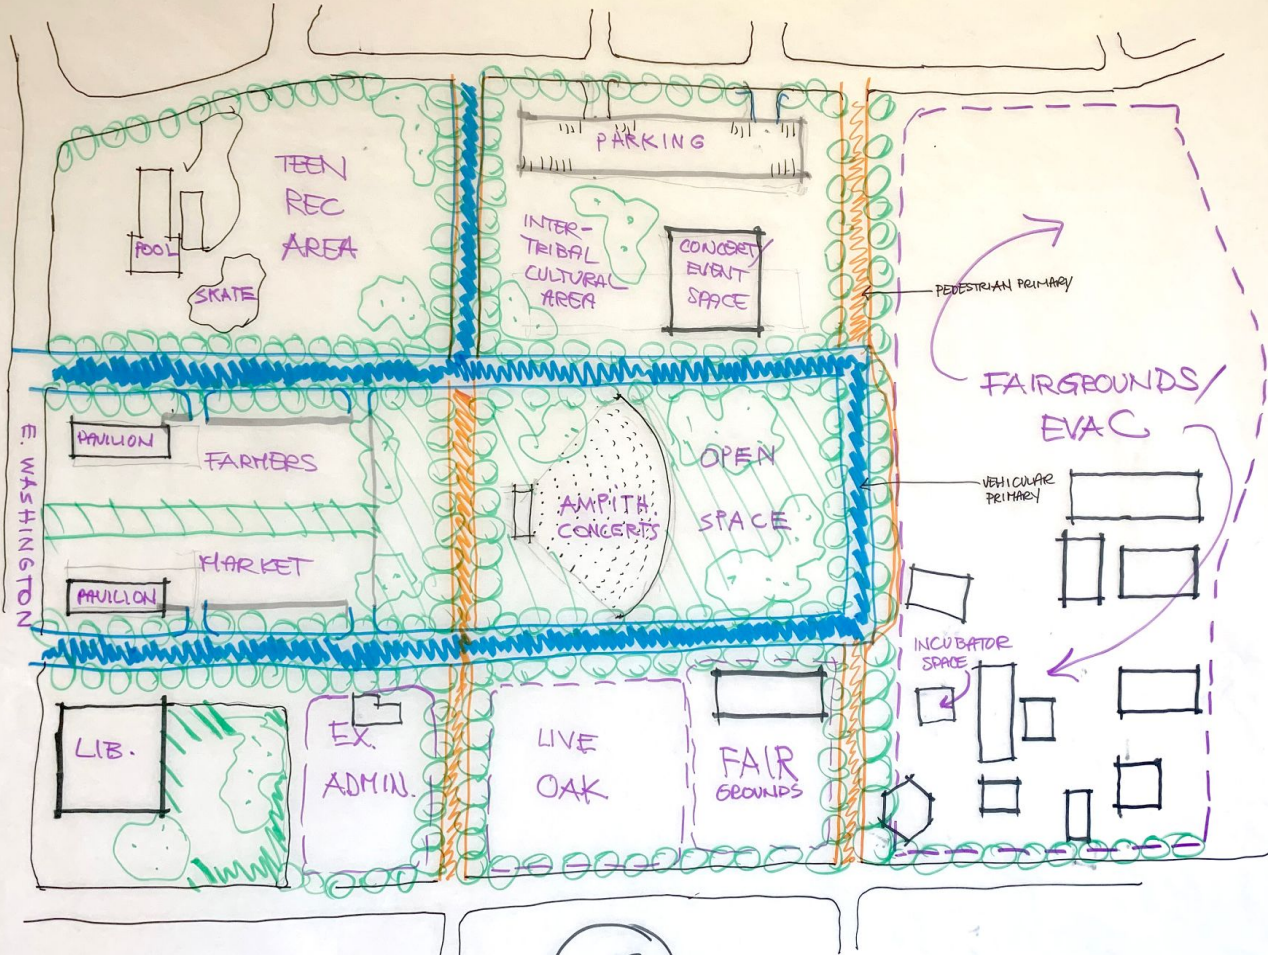 TEEN
REC
AREA
POOL
SKATE
PARKING
INTER-
TRIBAL
CULTURAL
AREA
CONCERT/
EVENT
SPACE
PEDESTRIAN PRIMARY
FAIRGROUNDS/
EVAC
VEHICULAR
PRIMARY
E. WASHINGTON
PAVILION
FARMERS
MARKET
PAVILION
AMPITH
CONCERTS
OPEN
SPACE
INCUBATOR
SPACE
LIB.
EX.
ADMIN.
LIVE
OAK
FAIR
GROUNDS